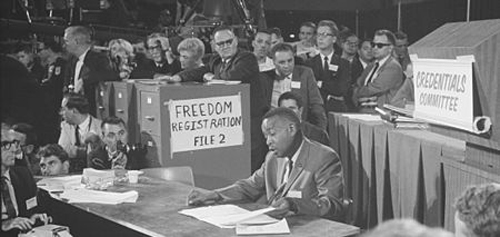 FREEDOM
REGISTRATION
FILE 2
CREDENTIALS
COMMITTEE